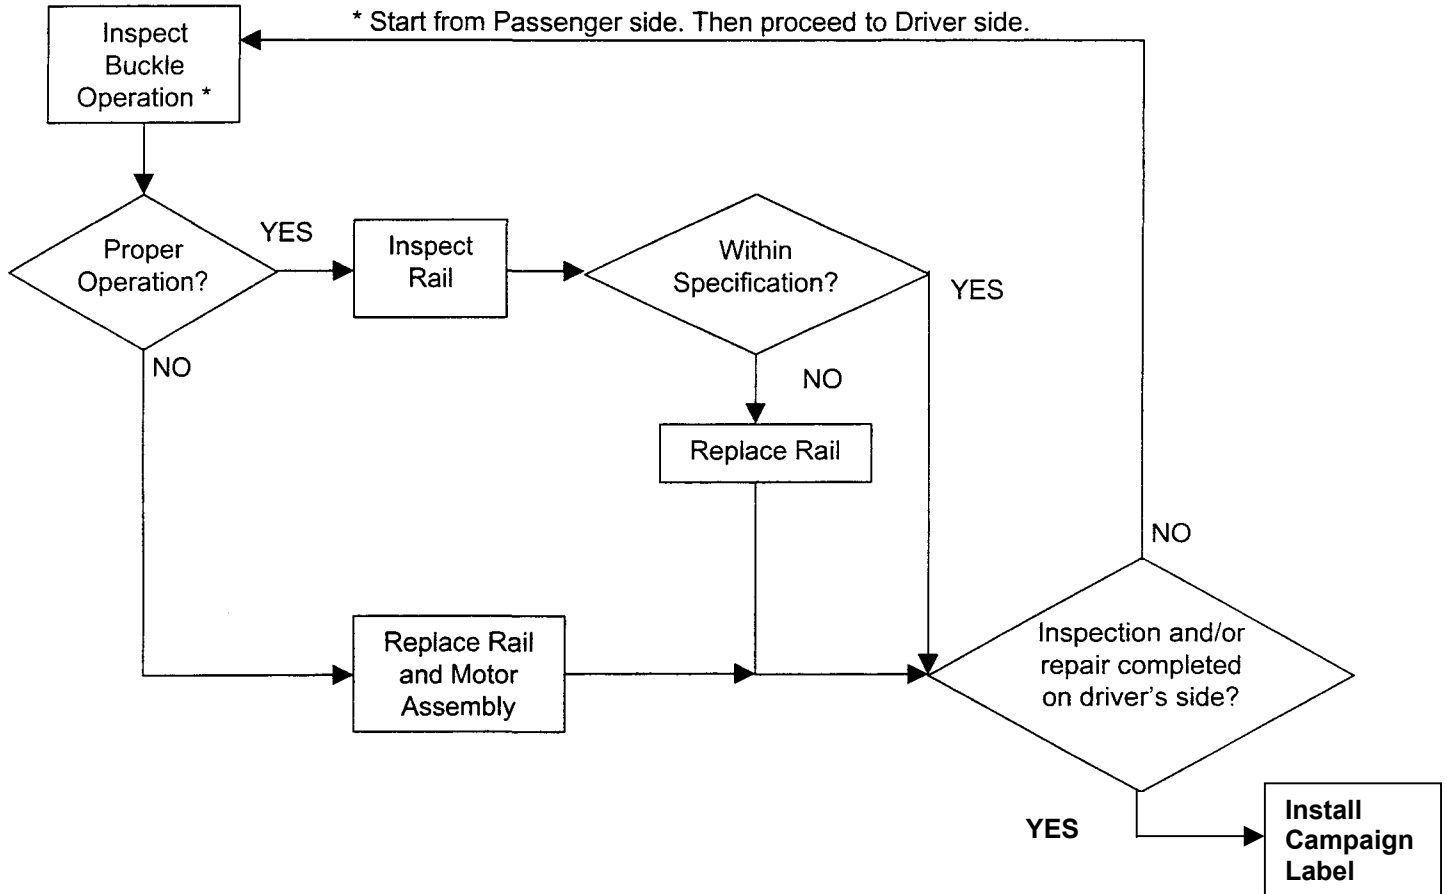 * Start from Passenger side. Then proceed to Driver side.
Inspect
Buckle
Operation *
Proper
Operation?
YES
Inspect
Rail
Within
Specification?
YES
NO
NO
Replace Rail
Replace Rail
and Motor
Assembly
NO
Inspection and/or
repair completed
on driver's side?
YES
Install
Campaign
Label